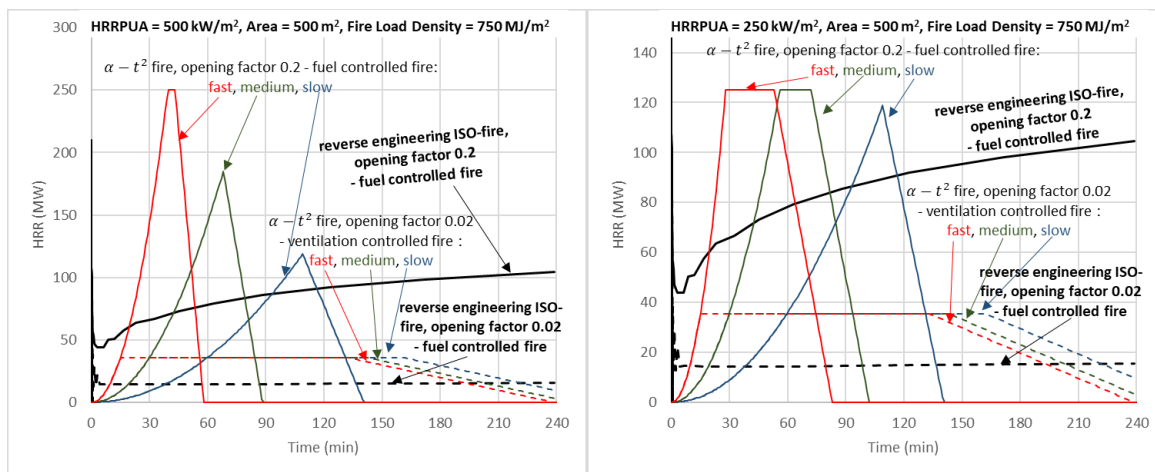 HRRPUA = 500 kW/m², Area = 500 m², Fire Load Density = 750 MJ/m²
300
α − t² fire, opening factor 0.2 - fuel controlled fire:
fast, medium, slow
250
reverse engineering ISO-fire,
opening factor 0.2
- fuel controlled fire
200
α − t² fire, opening factor 0.02
- ventilation controlled fire :
fast, medium, slow
150
100
reverse engineering ISO-
fire, opening factor 0.02
- fuel controlled fire
50
0
HRR (MW)
0 30 60 90 120 150 180 210 240
Time (min)
HRRPUA = 250 kW/m², Area = 500 m², Fire Load Density = 750 MJ/m²
140
α − t² fire, opening factor 0.2 - fuel controlled fire:
fast, medium, slow
120
reverse engineering ISO-fire,
opening factor 0.2
- fuel controlled fire
100
80
α − t² fire, opening factor 0.02
- ventilation controlled fire :
fast, medium, slow
60
reverse engineering ISO-
fire, opening factor 0.02
- fuel controlled fire
40
20
0
HRR (MW)
0 30 60 90 120 150 180 210 240
Time (min)